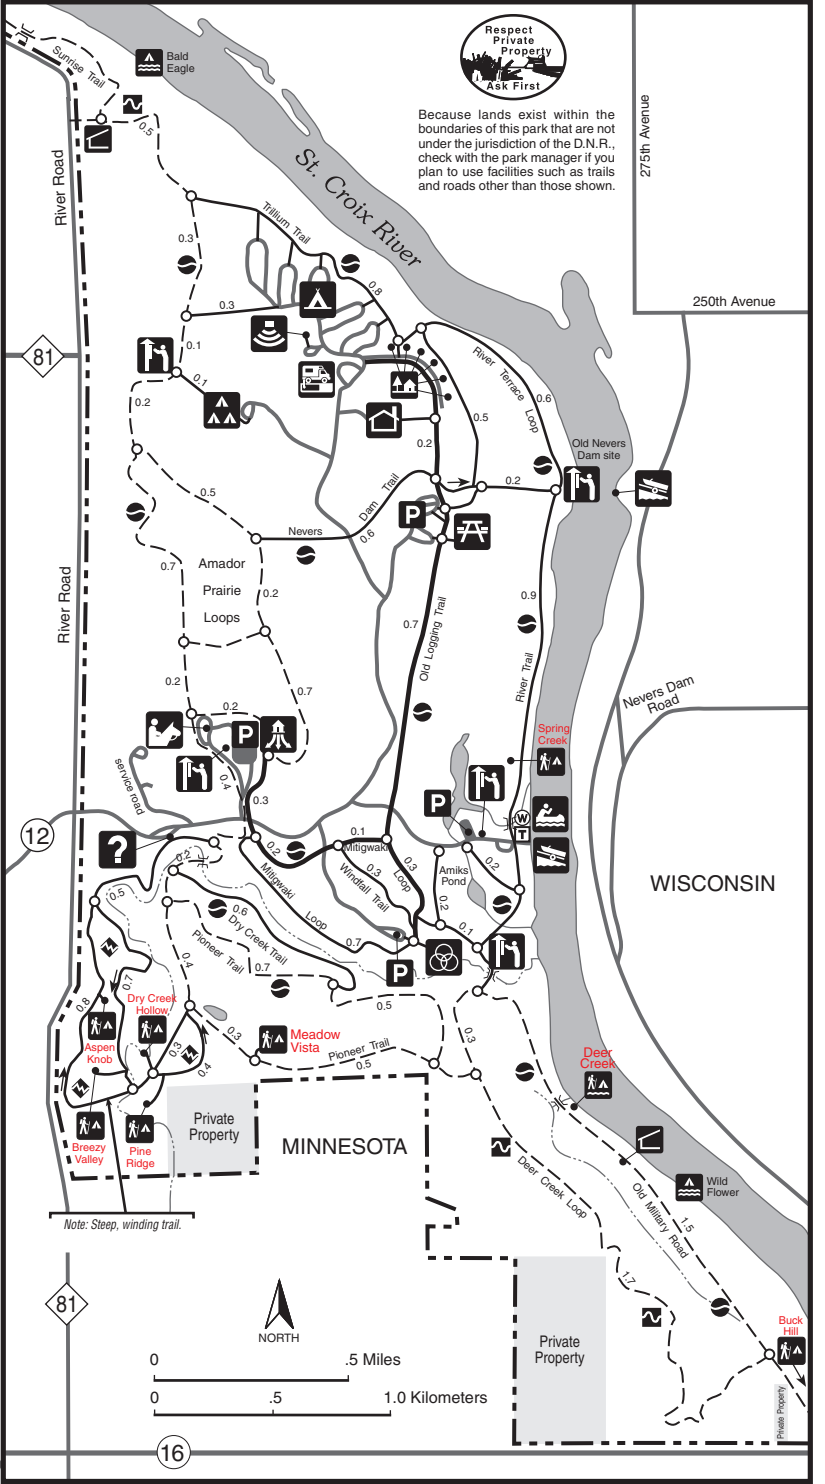 Respect
Private
Property
Ask First
Because lands exist within the
boundaries of this park that are not
under the jurisdiction of the D.N.R.,
check with the park manager if you
plan to use facilities such as trails
and roads other than those shown.
275th Avenue
250th Avenue
Sunrise Trail
Bald
Eagle
0.5
River Road
St. Croix River
Trillium Trail
0.3
0.8
0.3
0.1
81
0.1
0.2
River Terrace
Loop
0.6
0.5
0.2
Old Nevers
Dam site
0.2
0.5
Nevers
Dam Trail
0.6
P
0.7
Amador
Prairie
Loops
0.2
River Road
0.7
Old Logging Trail
0.9
River Trail
0.2
0.2
0.7
Nevers Dam
Road
P
Spring
Creek
0.4
service road
0.3
P
W
T
12
?
0.2
0.1
Mitigwaki
0.3
Loop
0.3
Windfall Trail
Amiks
Pond
0.2
0.2
0.1
WISCONSIN
0.2
0.5
Mitigwaki
Loop
0.7
0.6
Dry Creek Trail
Pioneer Trail
0.7
P
0.4
0.7
0.8
Dry Creek
Hollow
Aspen
Knob
0.3
0.4
0.3
Meadow
Vista
0.5
Pioneer Trail
0.5
0.3
Deer
Creek
Private
Property
MINNESOTA
Breezy
Valley
Pine
Ridge
Note: Steep, winding trail.
Deer Creek Loop
Old Military Road
1.5
Wild
Flower
1.7
81
NORTH
0
.5 Miles
0
.5
1.0 Kilometers
Private
Property
Buck
Hill
Private Property
16